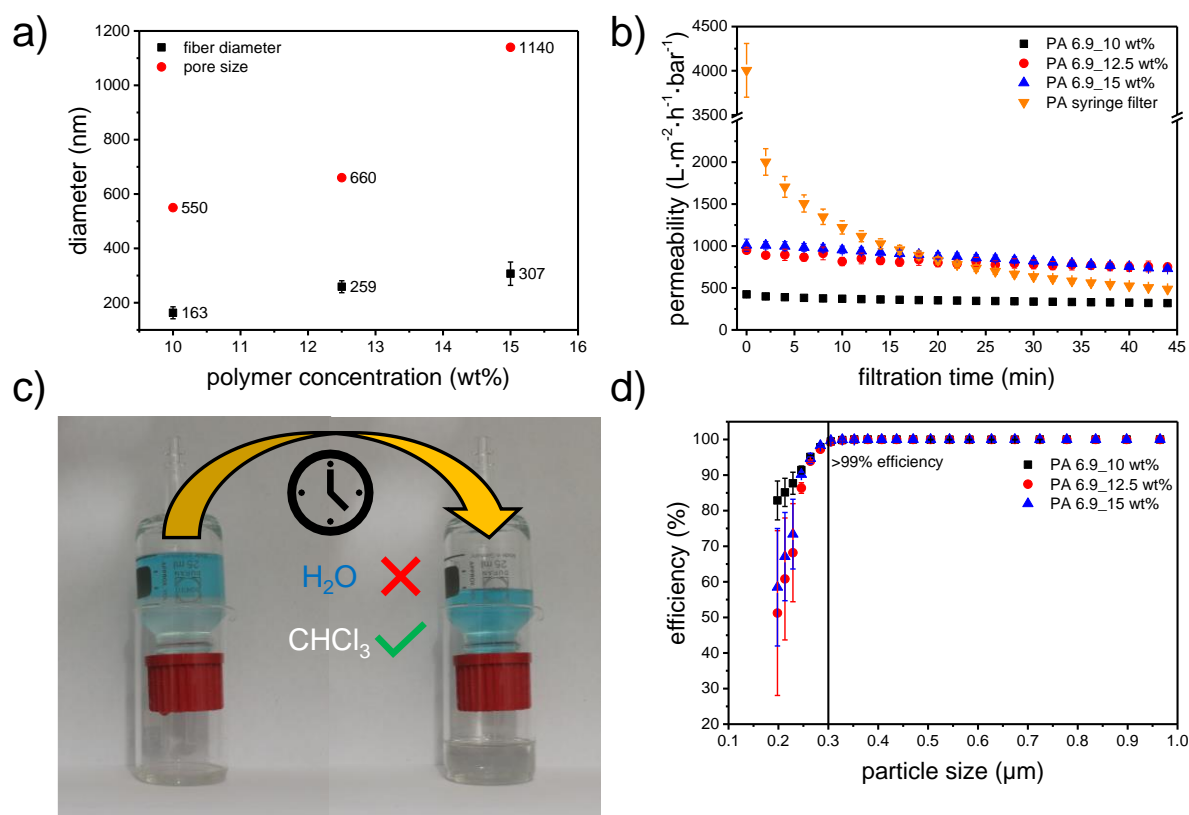 a)
fiber diameter
pore size
1200
1000
800
600
400
200
1140
660
550
307
259
163
10 11 12 13 14 15 16
diameter (nm)
polymer concentration (wt%)
b)
PA 6.9_10 wt%
PA 6.9_12.5 wt%
PA 6.9_15 wt%
PA syringe filter
4500
4000
3500
2000
1500
1000
500
0
0 5 10 15 20 25 30 35 40 45
permeability (L·m⁻²·h⁻¹·bar⁻¹)
filtration time (min)
c)
H₂O
CHCl₃
25 ml
d)
100
90
80
70
60
50
40
30
20
>99% efficiency
PA 6.9_10 wt%
PA 6.9_12.5 wt%
PA 6.9_15 wt%
0.1 0.2 0.3 0.4 0.5 0.6 0.7 0.8 0.9 1.0
efficiency (%)
particle size (µm)